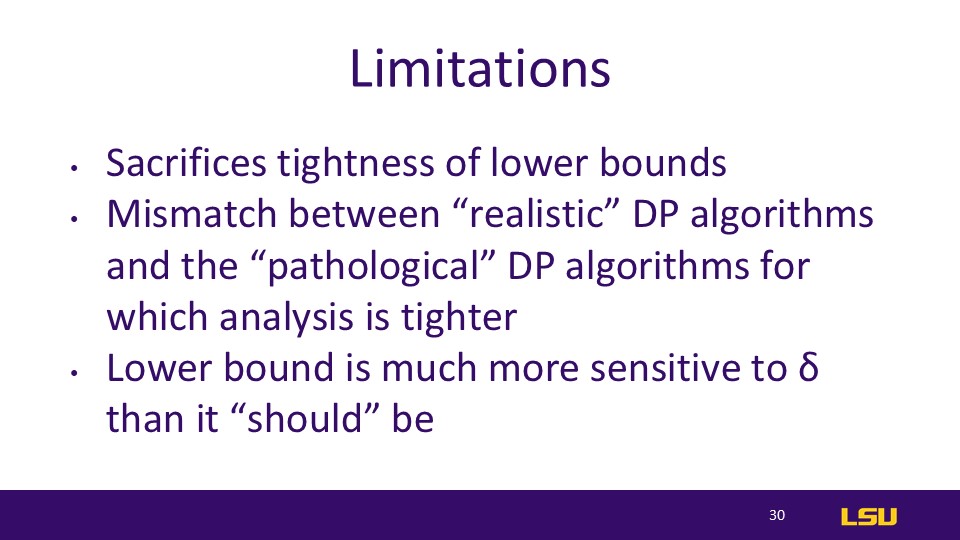 Limitations
• Sacrifices tightness of lower bounds
• Mismatch between “realistic” DP algorithms
and the “pathological” DP algorithms for
which analysis is tighter
• Lower bound is much more sensitive to δ
than it “should” be
30
LSU